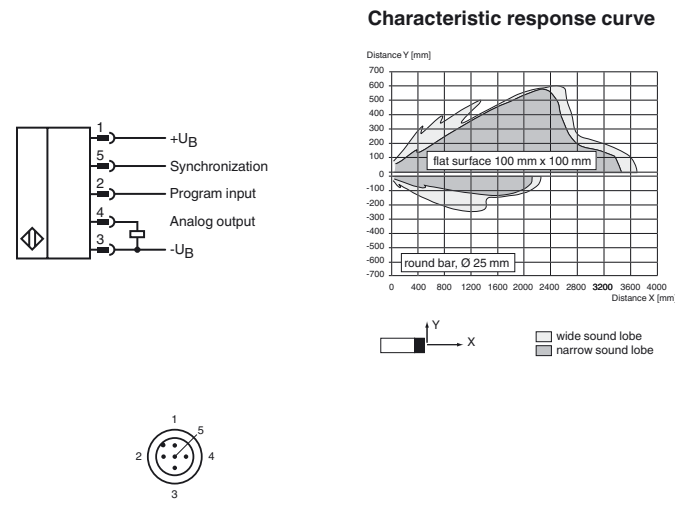 Characteristic response curve
Distance Y [mm]
700
600
500
400
300
200
100
0
-100
-200
-300
-400
-500
-600
-700
flat surface 100 mm x 100 mm
round bar, Ø 25 mm
0 400 800 1200 1600 2000 2400 2800 3200 3600 4000
Distance X [mm]
Y
X
wide sound lobe
narrow sound lobe
1
+UB
5
Synchronization
2
Program input
4
Analog output
3
-UB
1
5
2
4
3